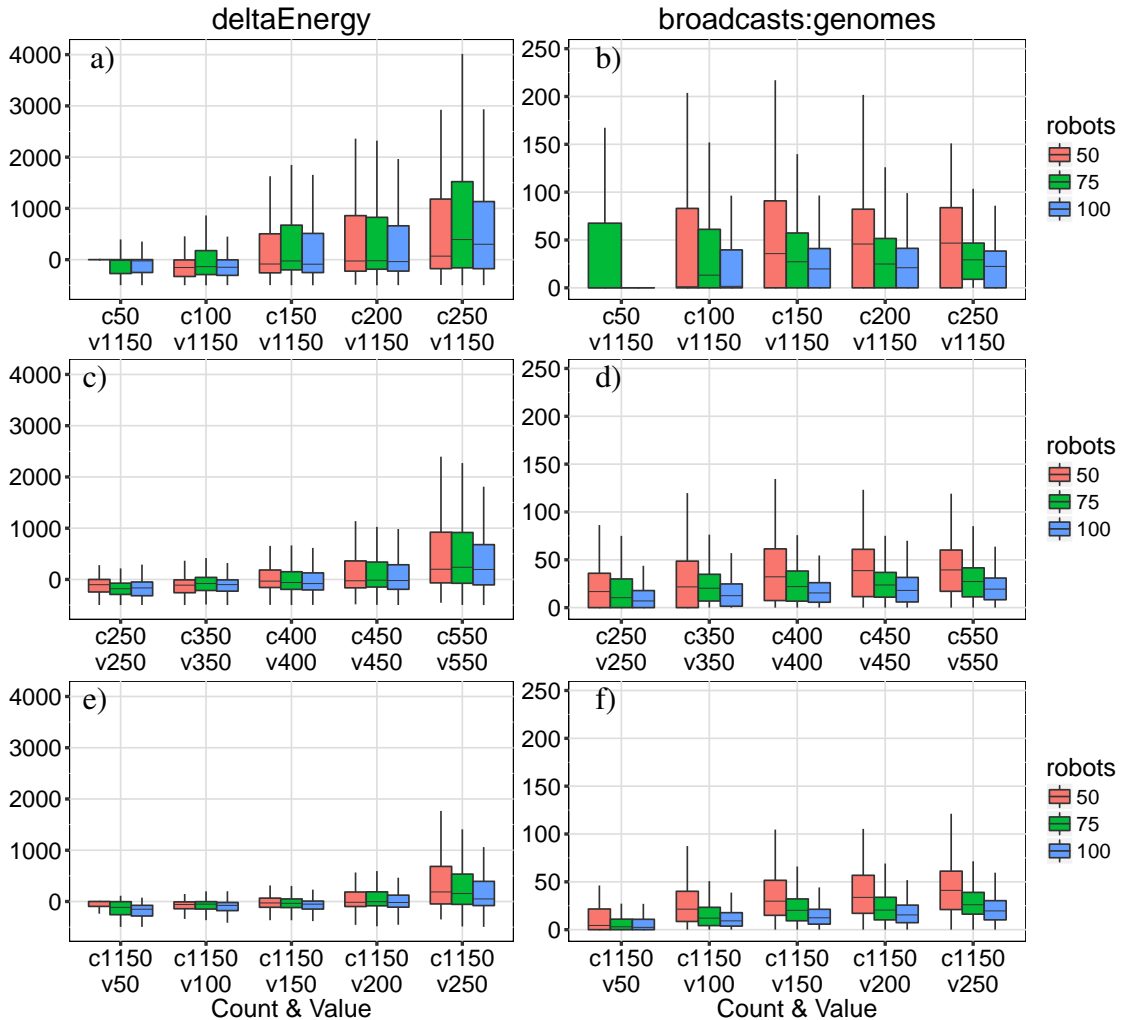 deltaEnergy broadcasts:genomes
a) b)
4000 250
3000 200
2000 150
1000 100
0 50
0
robots
50
75
100
c50 c100 c150 c200 c250 c50 c100 c150 c200 c250
v1150 v1150 v1150 v1150 v1150 v1150 v1150 v1150 v1150 v1150
c) d)
4000 250
3000 200
2000 150
1000 100
0 50
0
robots
50
75
100
c250 c350 c400 c450 c550 c250 c350 c400 c450 c550
v250 v350 v400 v450 v550 v250 v350 v400 v450 v550
e) f)
4000 250
3000 200
2000 150
1000 100
0 50
0
robots
50
75
100
c1150 c1150 c1150 c1150 c1150 c1150 c1150 c1150 c1150 c1150
v50 v100 v150 v200 v250 v50 v100 v150 v200 v250
Count & Value Count & Value